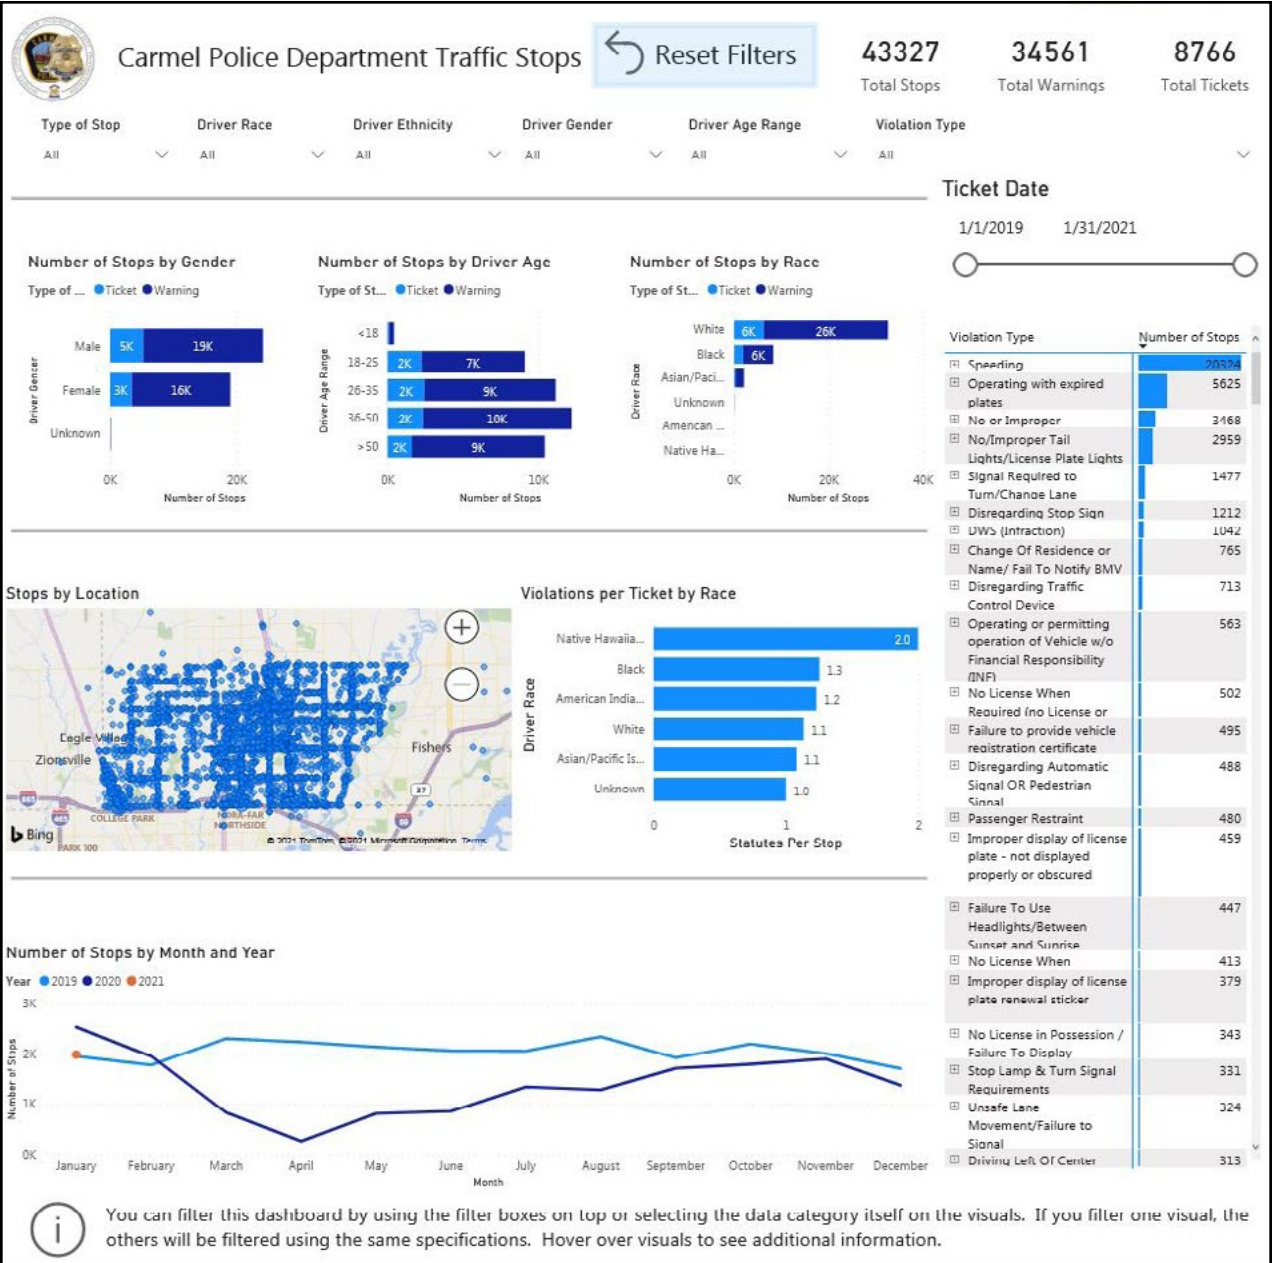 Carmel Police Department Traffic Stops
Reset Filters
43327
Total Stops
34561
Total Warnings
8766
Total Tickets
Type of Stop
All
Driver Race
All
Driver Ethnicity
All
Driver Gender
All
Driver Age Range
All
Violation Type
All
Ticket Date
1/1/2019
1/31/2021
Number of Stops by Gender
Type of ... Ticket Warning
Driver Gender
Male 5K 19K
Female 3K 16K
Unknown
0K 20K
Number of Stops
Number of Stops by Driver Age
Type of St... Ticket Warning
Driver Age Range
<18
18-25 2K 7K
26-35 2K 9K
36-50 2K 10K
>50 2K 9K
0K 10K
Number of Stops
Number of Stops by Race
Type of St... Ticket Warning
Driver Race
White 6K 26K
Black 6K
Asian/Paci...
Unknown
American ...
Native Ha...
0K 20K 40K
Number of Stops
Violation Type Number of Stops
Speeding 20324
Operating with expired 5625
plates
No or Improper 3468
No/Improper Tail 2959
Lights/License Plate Lights
Signal Required to 1477
Turn/Change Lane
Disregarding Stop Sign 1212
DWS (Infraction) 1042
Change Of Residence or 765
Name/ Fail To Notify BMV
Disregarding Traffic 713
Control Device
Operating or permitting 563
operation of Vehicle w/o
Financial Responsibility
(INF)
No License When 502
Required (no License or
Failure to provide vehicle 495
registration certificate
Disregarding Automatic 488
Signal OR Pedestrian
Signal
Passenger Restraint 480
Improper display of license 459
plate - not displayed
properly or obscured
Failure To Use 447
Headlights/Between
Sunset and Sunrise
No License When 413
Improper display of license 379
plate renewal sticker
No License in Possession / 343
Failure To Display
Stop Lamp & Turn Signal 331
Requirements
Unsafe Lane 324
Movement/Failure to
Signal
Driving Left Of Center 313
Stops by Location
Eagle Village
Zionsville
Fishers
37
465
465
69
COLLEGE PARK
NORA-FAR
NORTHSIDE
PARK 100
Bing
© 2021 TomTom, © 2021 Microsoft Corporation Terms
Violations per Ticket by Race
Driver Race
Native Hawaiia... 2.0
Black 1.3
American India... 1.2
White 1.1
Asian/Pacific Is... 1.1
Unknown 1.0
0 1 2
Statutes Per Stop
Number of Stops by Month and Year
Year 2019 2020 2021
Number of Stops
3K
2K
1K
0K
January February March April May June July August September October November December
Month
You can filter this dashboard by using the filter boxes on top or selecting the data category itself on the visuals. If you filter one visual, the
others will be filtered using the same specifications. Hover over visuals to see additional information.